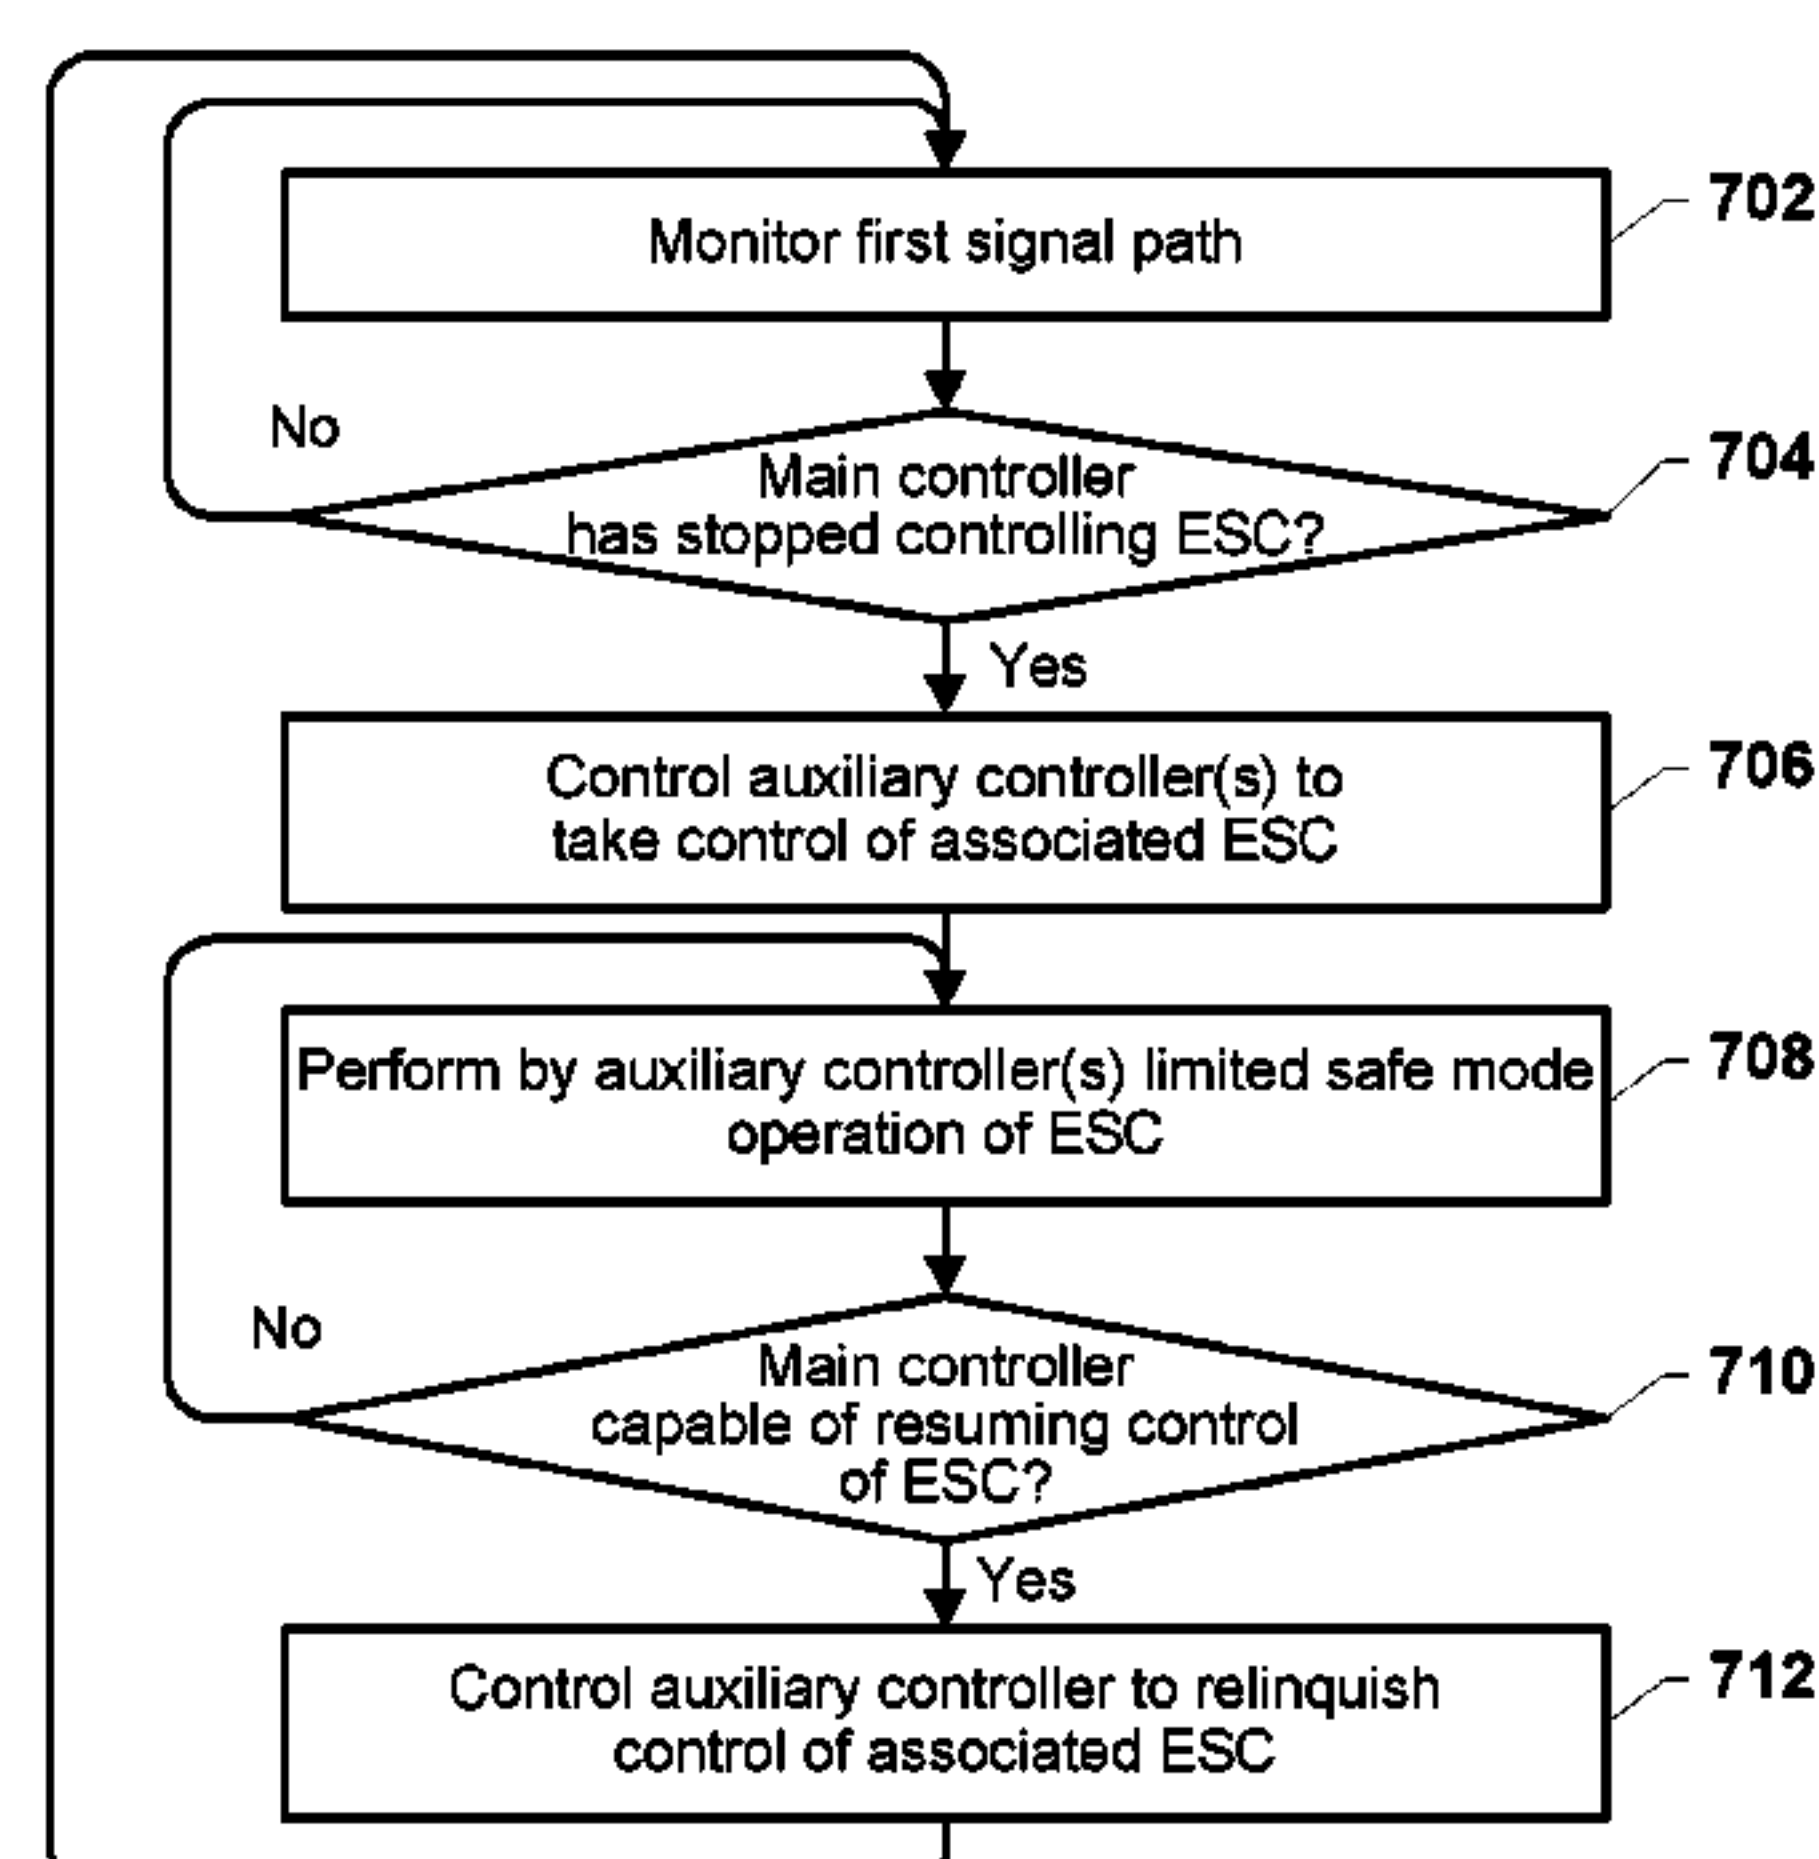 702
Monitor first signal path
No
704
Main controller
has stopped controlling ESC?
Yes
706
Control auxiliary controller(s) to
take control of associated ESC
708
Perform by auxiliary controller(s) limited safe mode
operation of ESC
No
710
Main controller
capable of resuming control
of ESC?
Yes
712
Control auxiliary controller to relinquish
control of associated ESC